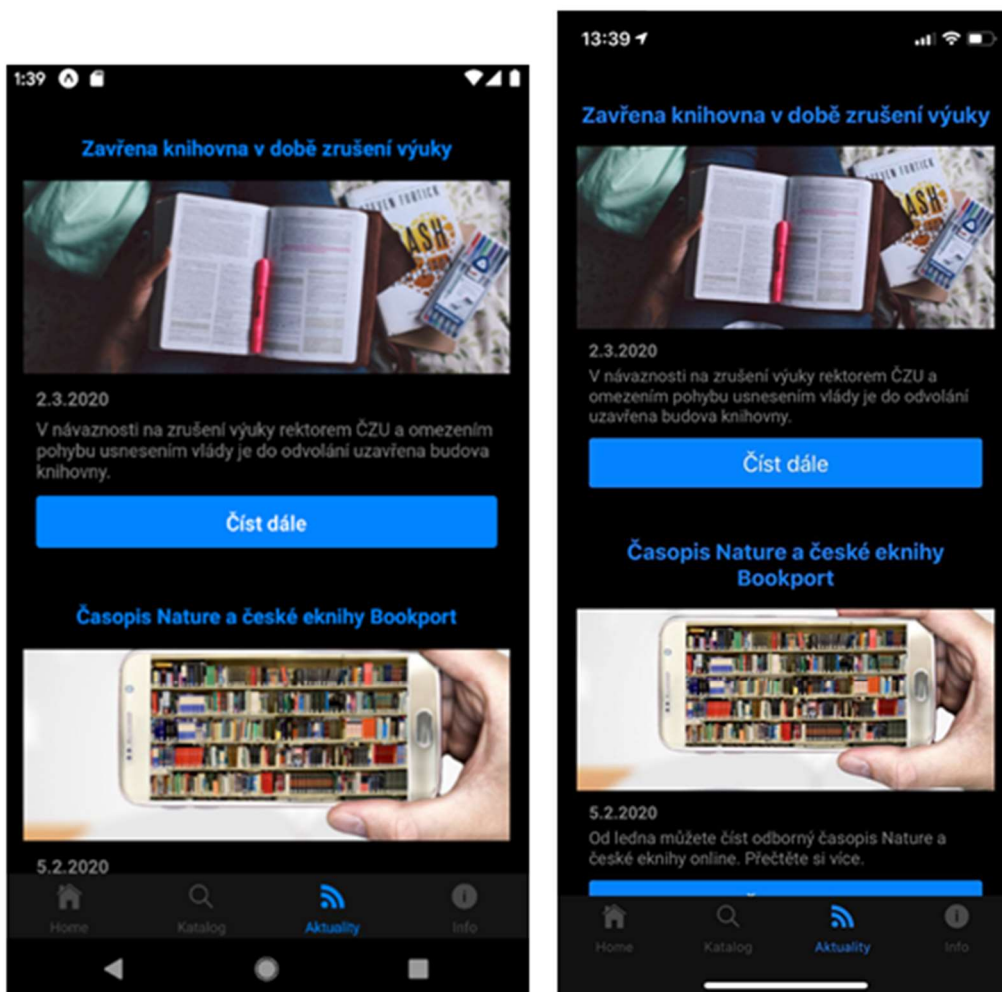 1:39
Zavřena knihovna v době zrušení výuky
2.3.2020
V návaznosti na zrušení výuky rektorem ČZU a omezením
pohybu usnesením vlády je do odvolání uzavřena budova
knihovny.
Číst dále
Časopis Nature a české eknihy Bookport
5.2.2020
Home
Katalog
Aktuality
Info
13:39
Zavřena knihovna v době zrušení výuky
2.3.2020
V návaznosti na zrušení výuky rektorem ČZU a
omezením pohybu usnesením vlády je do odvolání
uzavřena budova knihovny.
Číst dále
Časopis Nature a české eknihy
Bookport
5.2.2020
Od ledna můžete číst odborný časopis Nature a
české eknihy online. Přečtěte si více.
Home
Katalog
Aktuality
Info